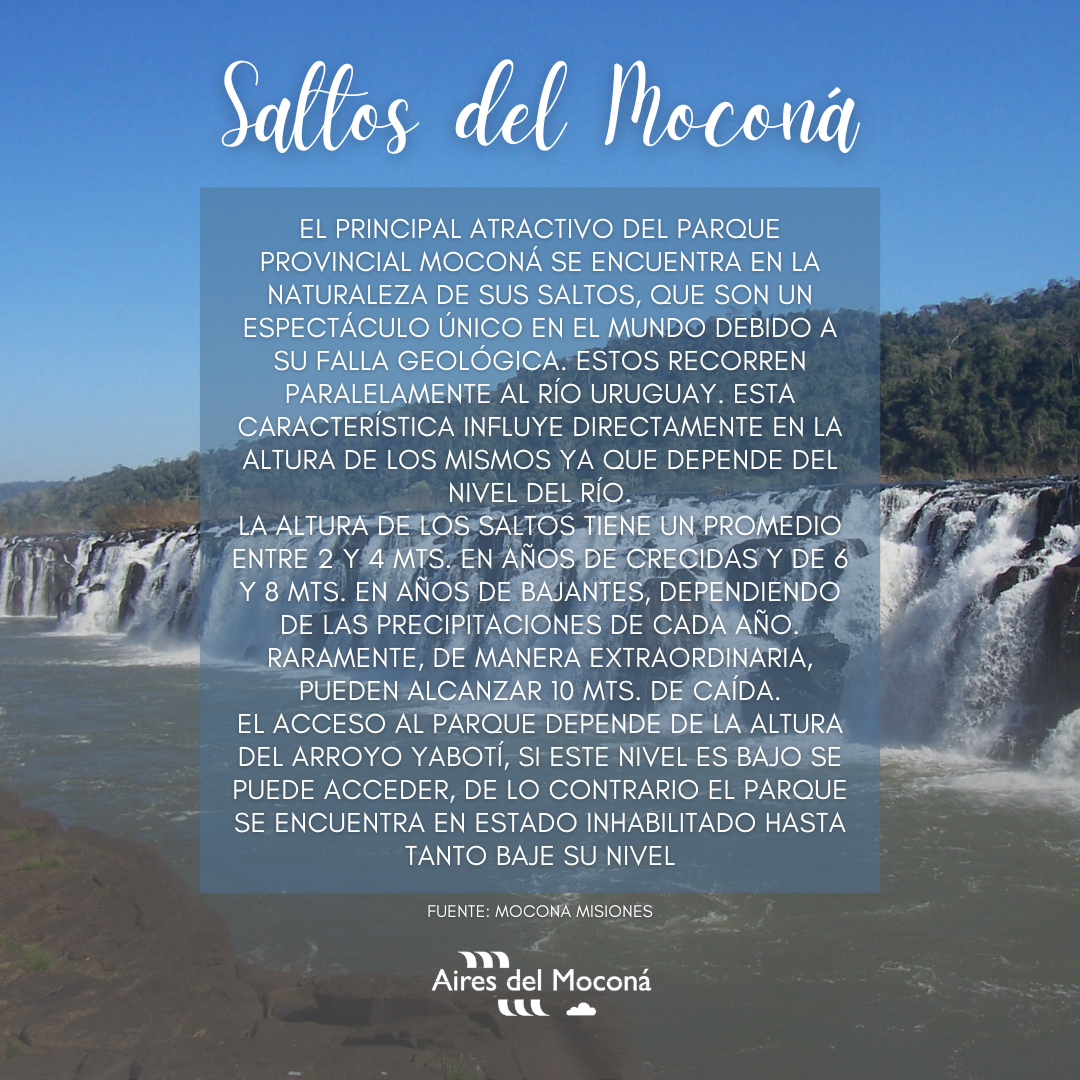 Saltos del Moconá
EL PRINCIPAL ATRACTIVO DEL PARQUE
PROVINCIAL MOCONÁ SE ENCUENTRA EN LA
NATURALEZA DE SUS SALTOS, QUE SON UN
ESPECTÁCULO ÚNICO EN EL MUNDO DEBIDO A
SU FALLA GEOLÓGICA. ESTOS RECORREN
PARALELAMENTE AL RÍO URUGUAY. ESTA
CARACTERÍSTICA INFLUYE DIRECTAMENTE EN LA
ALTURA DE LOS MISMOS YA QUE DEPENDE DEL
NIVEL DEL RÍO.
LA ALTURA DE LOS SALTOS TIENE UN PROMEDIO
ENTRE 2 Y 4 MTS. EN AÑOS DE CRECIDAS Y DE 6
Y 8 MTS. EN AÑOS DE BAJANTES, DEPENDIENDO
DE LAS PRECIPITACIONES DE CADA AÑO.
RARAMENTE, DE MANERA EXTRAORDINARIA,
PUEDEN ALCANZAR 10 MTS. DE CAÍDA.
EL ACCESO AL PARQUE DEPENDE DE LA ALTURA
DEL ARROYO YABOTÍ, SI ESTE NIVEL ES BAJO SE
PUEDE ACCEDER, DE LO CONTRARIO EL PARQUE
SE ENCUENTRA EN ESTADO INHABILITADO HASTA
TANTO BAJE SU NIVEL
FUENTE: MOCONA MISIONES
Aires del Moconá